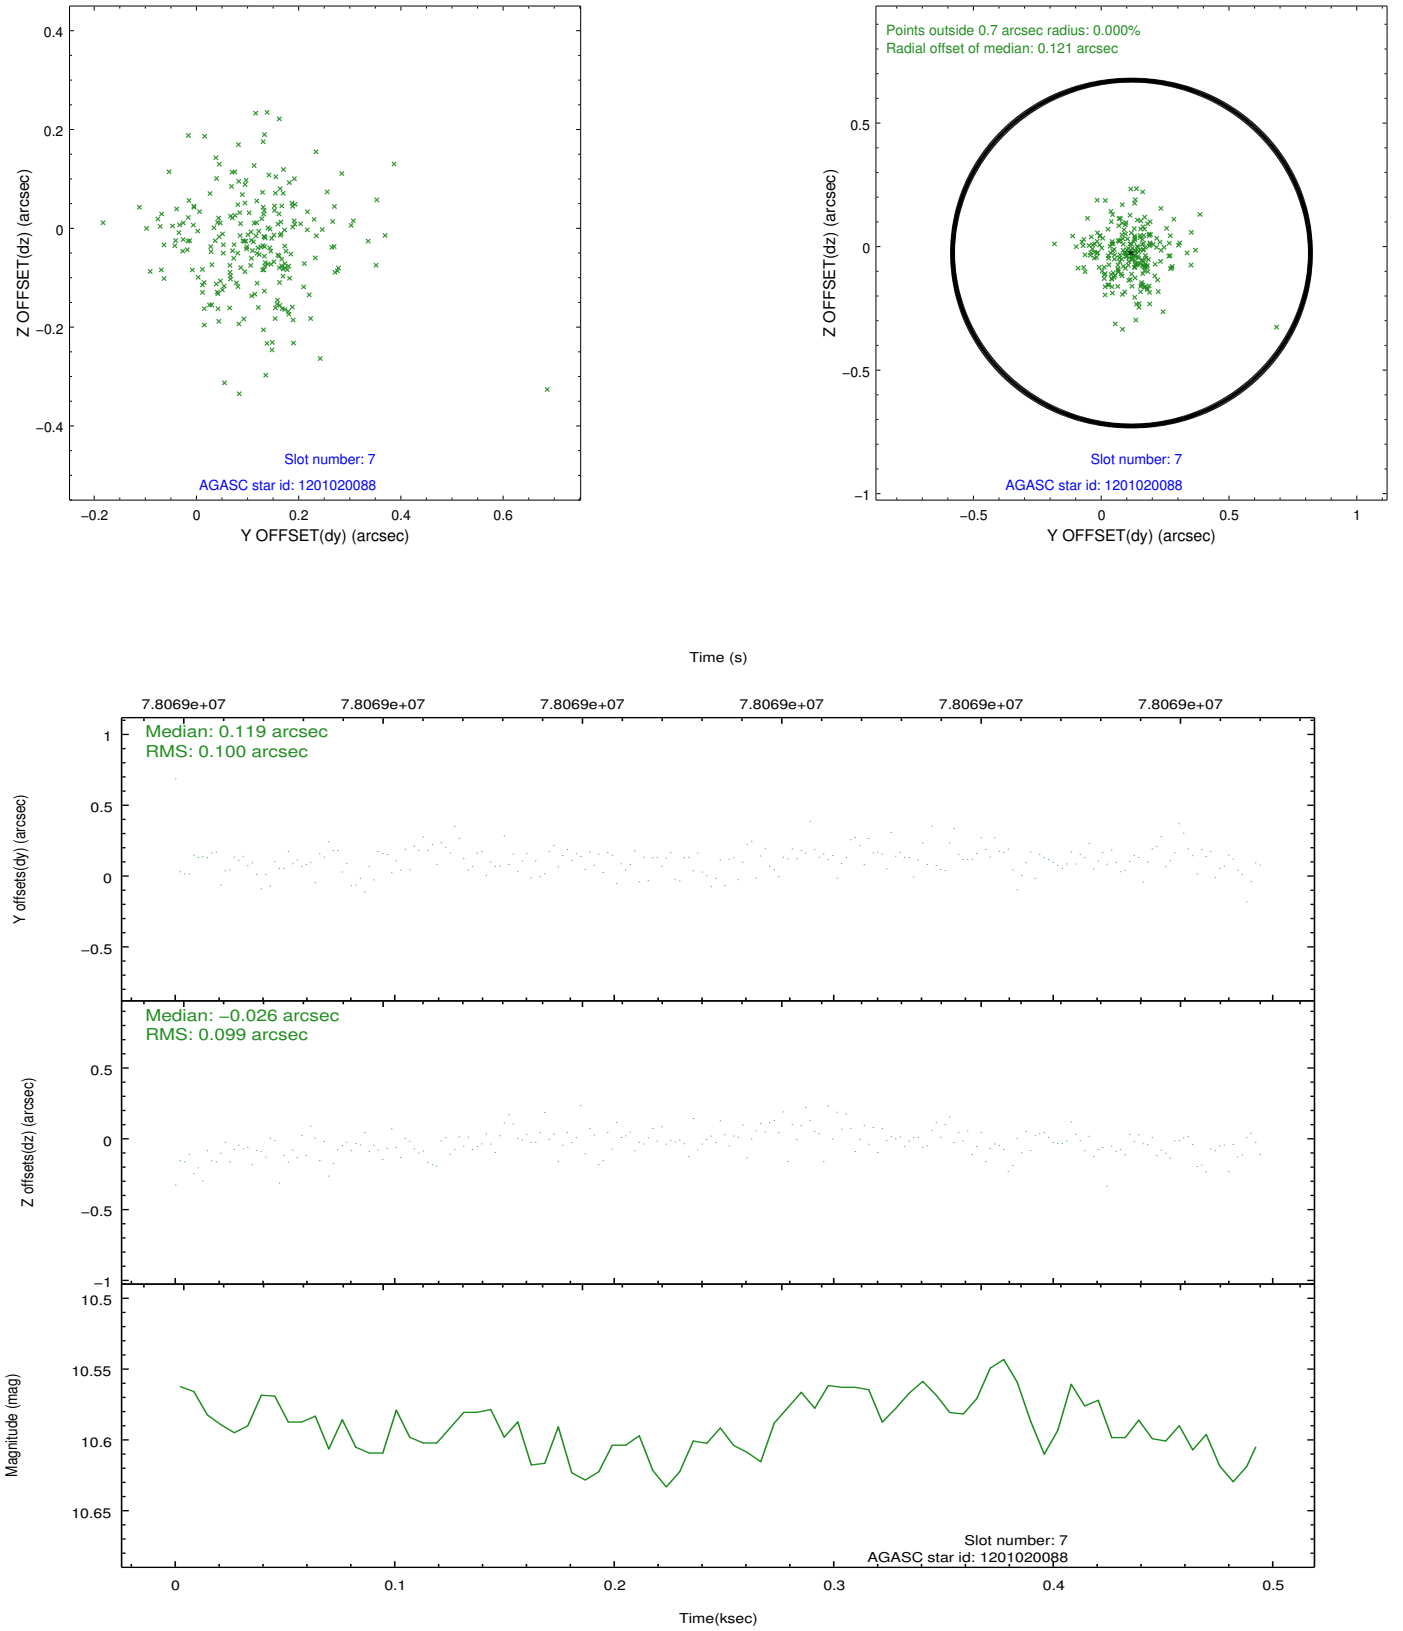 0.4
0.2
0
−0.2
−0.4
Z OFFSET(dz) (arcsec)
Slot number: 7
AGASC star id: 1201020088
−0.2 0 0.2 0.4 0.6
Y OFFSET(dy) (arcsec)
Points outside 0.7 arcsec radius: 0.000%
Radial offset of median: 0.121 arcsec
0.5
0
−0.5
−1
Z OFFSET(dz) (arcsec)
Slot number: 7
AGASC star id: 1201020088
−0.5 0 0.5 1
Y OFFSET(dy) (arcsec)
Time (s)
7.8069e+07 7.8069e+07 7.8069e+07 7.8069e+07 7.8069e+07 7.8069e+07
Median: 0.119 arcsec
RMS: 0.100 arcsec
1
0.5
0
−0.5
Y offsets(dy) (arcsec)
Median: −0.026 arcsec
RMS: 0.099 arcsec
0.5
0
−0.5
−1
Z offsets(dz) (arcsec)
10.5
10.55
10.6
10.65
Magnitude (mag)
Slot number: 7
AGASC star id: 1201020088
0 0.1 0.2 0.3 0.4 0.5
Time(ksec)